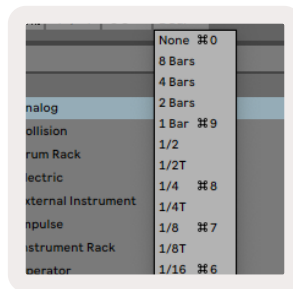 None ⌘0
8 Bars
4 Bars
2 Bars
1 Bar ⌘9
1/2
1/2T
1/4 ⌘8
1/4T
1/8 ⌘7
1/8T
1/16 ⌘6
nalog
ollision
rum Rack
lectric
xternal Instrument
mpulse
nstrument Rack
perator